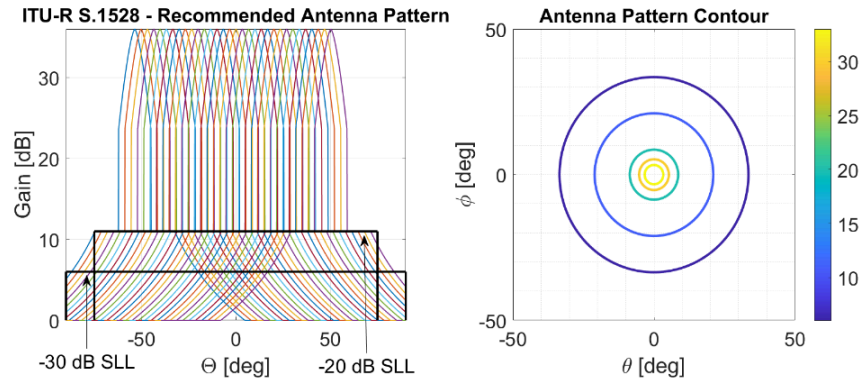 ITU-R S.1528 - Recommended Antenna Pattern
Gain [dB]
30
20
10
0
-50
0
50
Θ [deg]
-30 dB SLL
-20 dB SLL
Antenna Pattern Contour
ϕ [deg]
50
0
-50
-50
0
50
θ [deg]
30
25
20
15
10